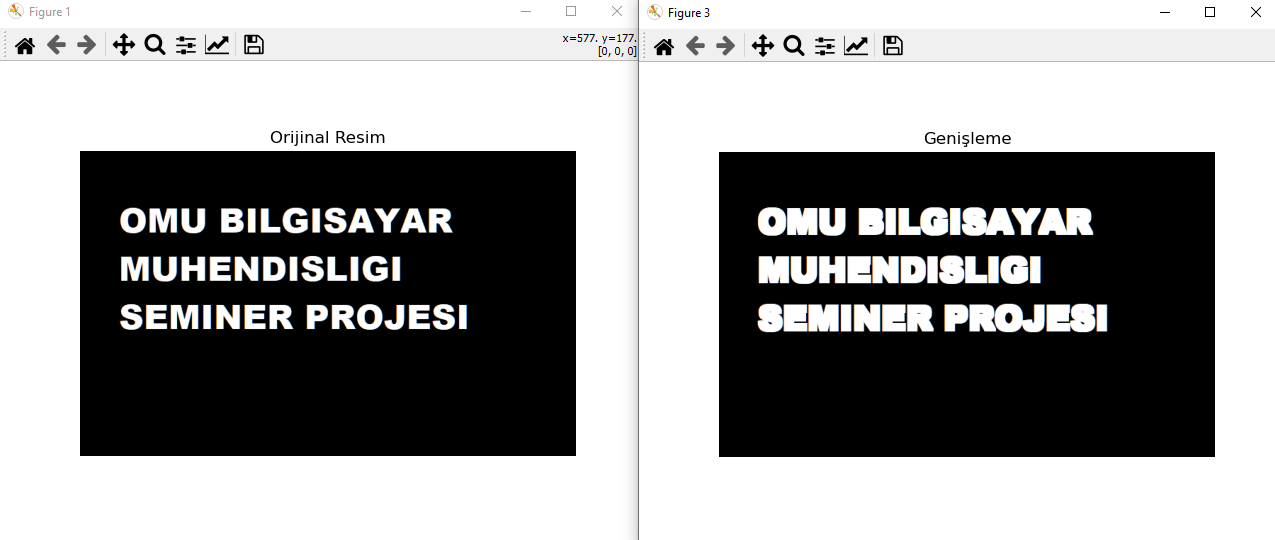 Figure 1
x=577. y=177.
[0, 0, 0]
Orijinal Resim
OMU BILGISAYAR
MUHENDISLIGI
SEMINER PROJESI
Figure 3
Genişleme
OMU BILGISAYAR
MUHENDISLIGI
SEMINER PROJESI